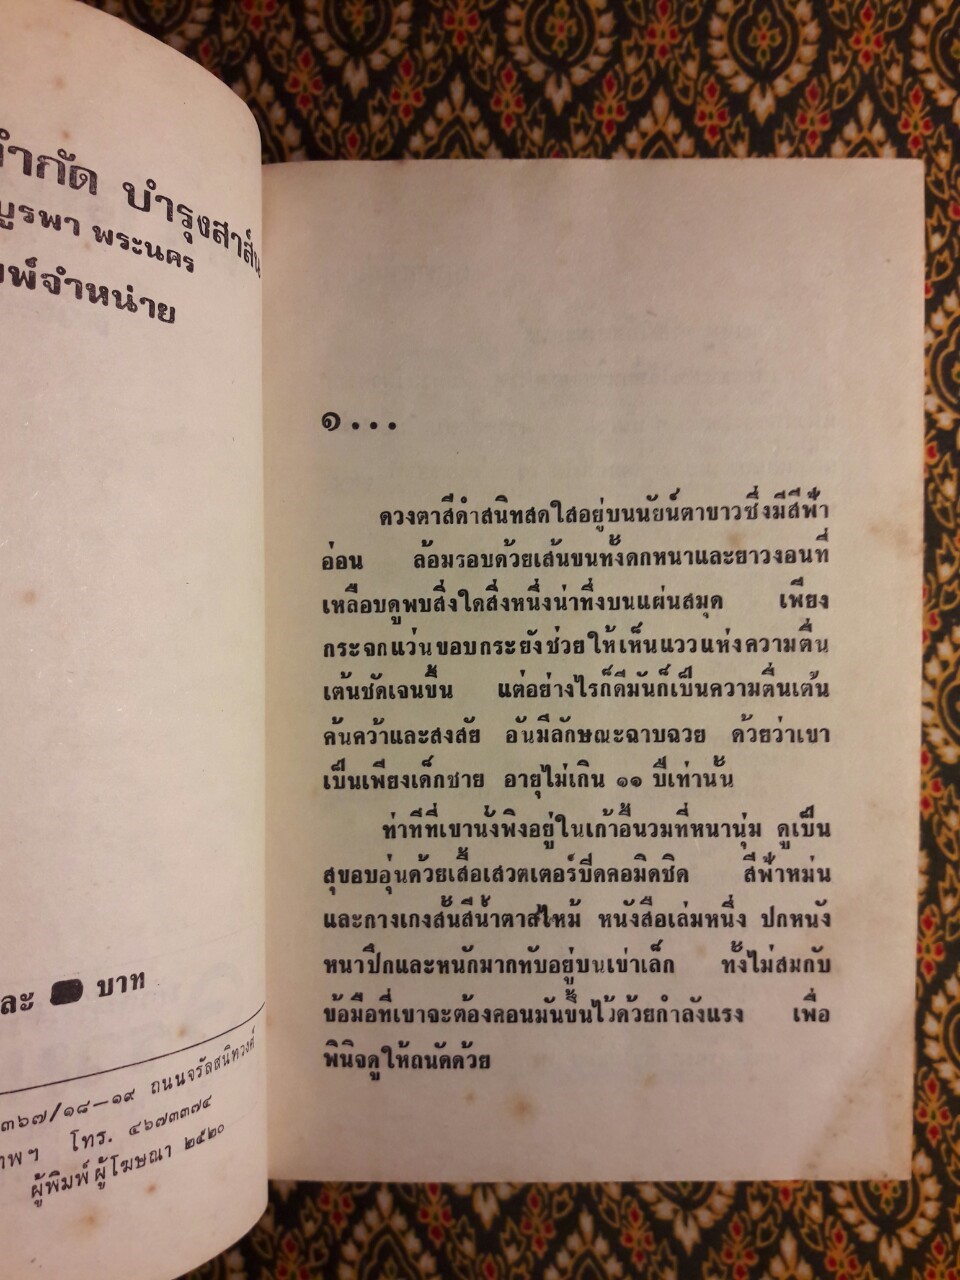 จำกัด บำรุงสาส์น
บูรพา พระนคร
พิมพ์จำหน่าย
ละ บาท
๓๖๗/๑๘—๑๙ ถนนจรัลสนิทวงศ์
เทพฯ โทร. ๔๖๗๓๓๗๔
ผู้พิมพ์ผู้โฆษณา ๒๕๒๐
๑...
ดวงตาสีดำสนิทสดใสอยู่บนนัยน์ตาขาวซึ่งมีสีฟ้า
อ่อน ล้อมรอบด้วยเส้นขนทั้งดกหนาและยาวงอนที่
เหลือบดูพบสิ่งใดสิ่งหนึ่งน่าทึ่งบนแผ่นสมุด เพียง
กระจกแว่นขอบกระยังช่วยให้เห็นแววแห่งความตื่น
เต้นชัดเจนขึ้น แต่อย่างไรก็ดีมันก็เป็นความตื่นเต้น
ค้นคว้าและสงสัย อันมีลักษณะฉาบฉวย ด้วยว่าเขา
เป็นเพียงเด็กชาย อายุไม่เกิน ๑๑ ปีเท่านั้น
ท่าทีที่เขานั่งพิงอยู่ในเก้าอี้นวมที่หนานุ่ม ดูเป็น
สุขอบอุ่นด้วยเสื้อเสวตเตอร์ปีดคอมิดชิด สีฟ้าหม่น
และกางเกงสั้นสีน้ำตาลไหม้ หนังสือเล่มหนึ่ง ปกหนัง
หนาปึกและหนักมากทับอยู่บนเข่าเล็ก ทั้งไม่สมกับ
ข้อมือที่เขาจะต้องคอนมันขึ้นไว้ด้วยกำลังแรง เพื่อ
พินิจดูให้ถนัดด้วย